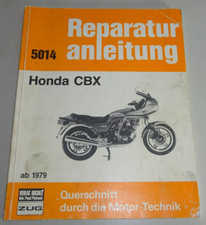 Reparatur
5014 anleitung
Honda CBX
ab 1979
Querschnitt
durch die Motor-Technik
ZUG